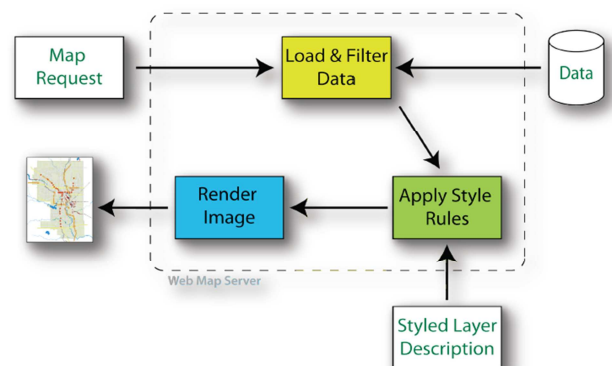 Map
Request
Load & Filter
Data
Data
Render
Image
Apply Style
Rules
Web Map Server
Styled Layer
Description